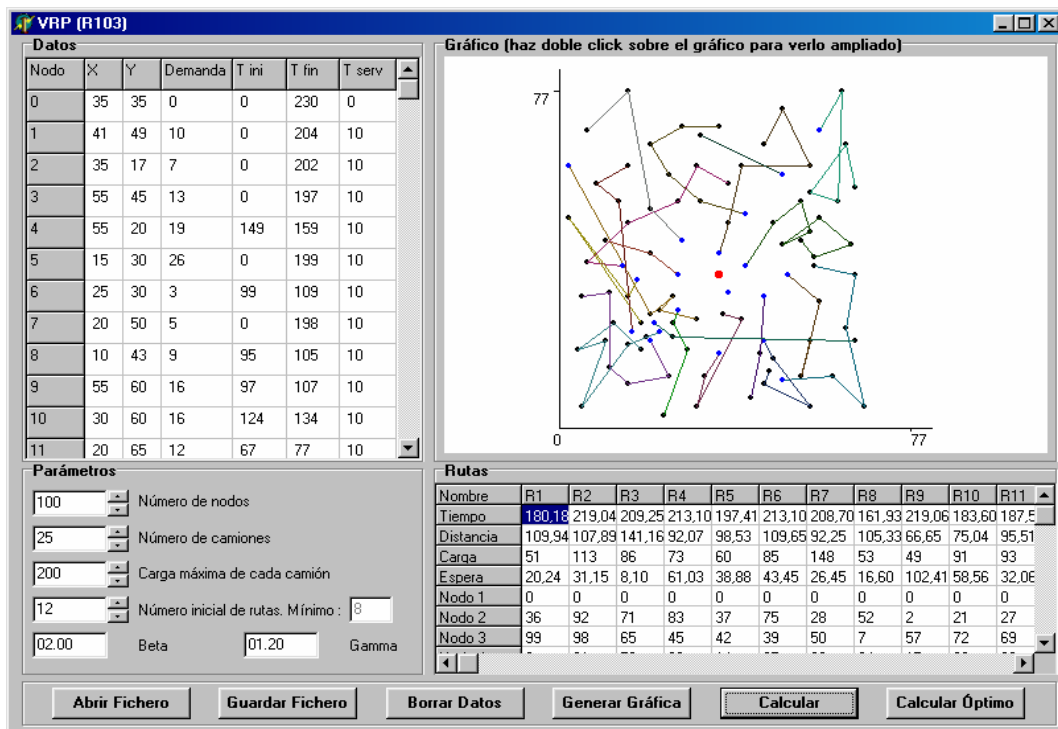 VRP (R103)
Datos
Nodo X Y Demanda T ini T fin T serv
0 35 35 0 0 230 0
1 41 49 10 0 204 10
2 35 17 7 0 202 10
3 55 45 13 0 197 10
4 55 20 19 149 159 10
5 15 30 26 0 199 10
6 25 30 3 99 109 10
7 20 50 5 0 198 10
8 10 43 9 95 105 10
9 55 60 16 97 107 10
10 30 60 16 124 134 10
11 20 65 12 67 77 10
Gráfico (haz doble click sobre el gráfico para verlo ampliado)
77
0 77
Parámetros
100 Número de nodos
25 Número de camiones
200 Carga máxima de cada camión
12 Número inicial de rutas. Mínimo : 8
02.00 Beta 01.20 Gamma
Rutas
Nombre R1 R2 R3 R4 R5 R6 R7 R8 R9 R10 R11
Tiempo 180,18 219,04 209,25 213,10 197,41 213,10 208,70 161,93 219,06 183,60 187,5
Distancia 109,94 107,89 141,16 92,07 98,53 109,65 92,25 105,33 66,65 75,04 95,51
Carga 51 113 86 73 60 85 148 53 49 91 93
Espera 20,24 31,15 8,10 61,03 38,88 43,45 26,45 16,60 102,41 58,56 32,06
Nodo 1 0 0 0 0 0 0 0 0 0 0 0
Nodo 2 36 92 71 83 37 75 28 52 2 21 27
Nodo 3 99 98 65 45 42 39 50 7 57 72 69
Abrir Fichero Guardar Fichero Borrar Datos Generar Gráfica Calcular Calcular Óptimo